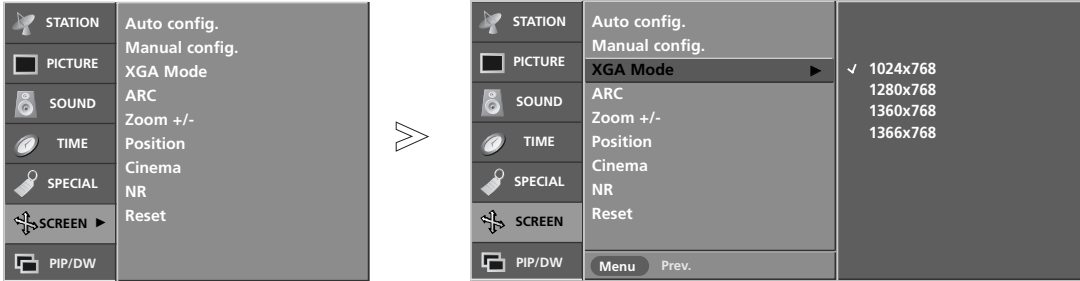 STATION
PICTURE
SOUND
TIME
SPECIAL
SCREEN ►
PIP/DW
Auto config.
Manual config.
XGA Mode
ARC
Zoom +/-
Position
Cinema
NR
Reset
STATION
PICTURE
SOUND
TIME
SPECIAL
SCREEN
PIP/DW
Auto config.
Manual config.
XGA Mode ►
ARC
Zoom +/-
Position
Cinema
NR
Reset
Menu Prev.
✓ 1024x768
1280x768
1360x768
1366x768